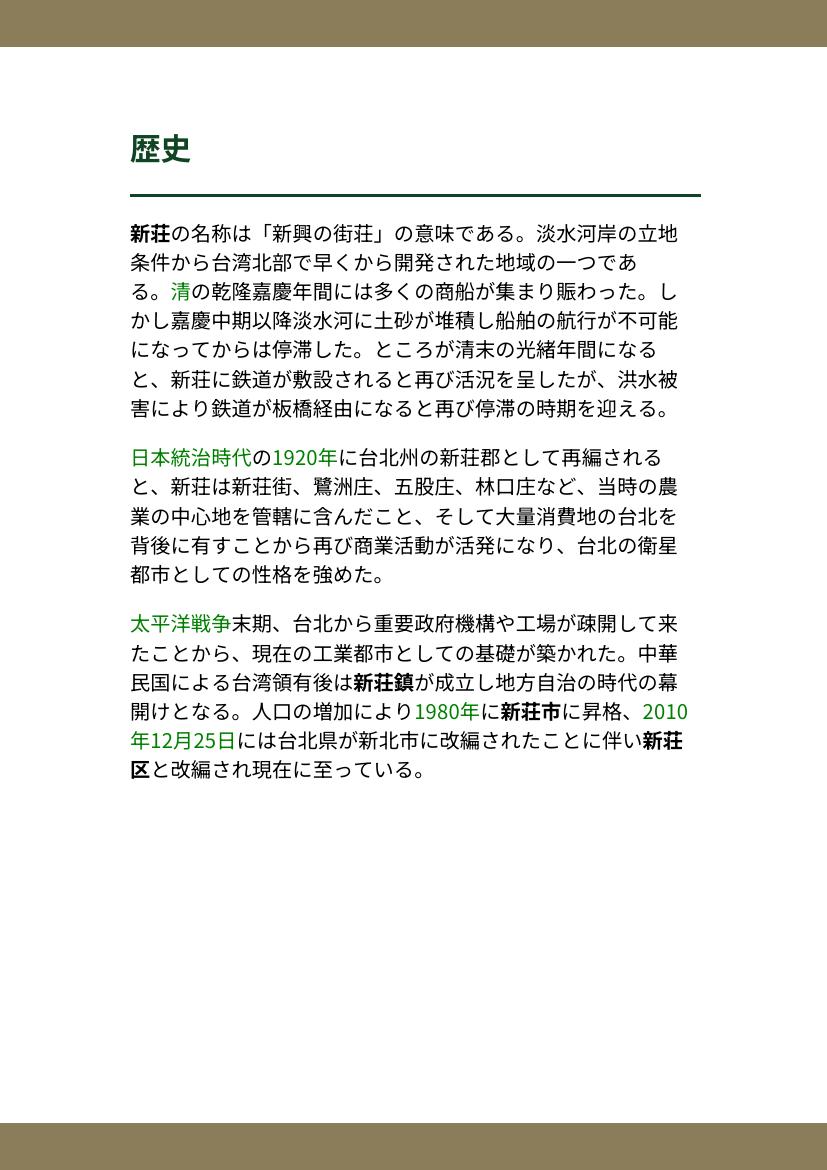 歴史
新荘の名称は「新興の街荘」の意味である。淡水河岸の立地
条件から台湾北部で早くから開発された地域の一つであ
る。清の乾隆嘉慶年間には多くの商船が集まり賑わった。し
かし嘉慶中期以降淡水河に土砂が堆積し船舶の航行が不可能
になってからは停滞した。ところが清末の光緒年間になる
と、新荘に鉄道が敷設されると再び活況を呈したが、洪水被
害により鉄道が板橋経由になると再び停滞の時期を迎える。
日本統治時代の1920年に台北州の新荘郡として再編される
と、新荘は新荘街、鷺洲庄、五股庄、林口庄など、当時の農
業の中心地を管轄に含んだこと、そして大量消費地の台北を
背後に有すことから再び商業活動が活発になり、台北の衛星
都市としての性格を強めた。
太平洋戦争末期、台北から重要政府機構や工場が疎開して来
たことから、現在の工業都市としての基礎が築かれた。中華
民国による台湾領有後は新荘鎮が成立し地方自治の時代の幕
開けとなる。人口の増加により1980年に新荘市に昇格、2010
年12月25日には台北県が新北市に改編されたことに伴い新荘
区と改編され現在に至っている。